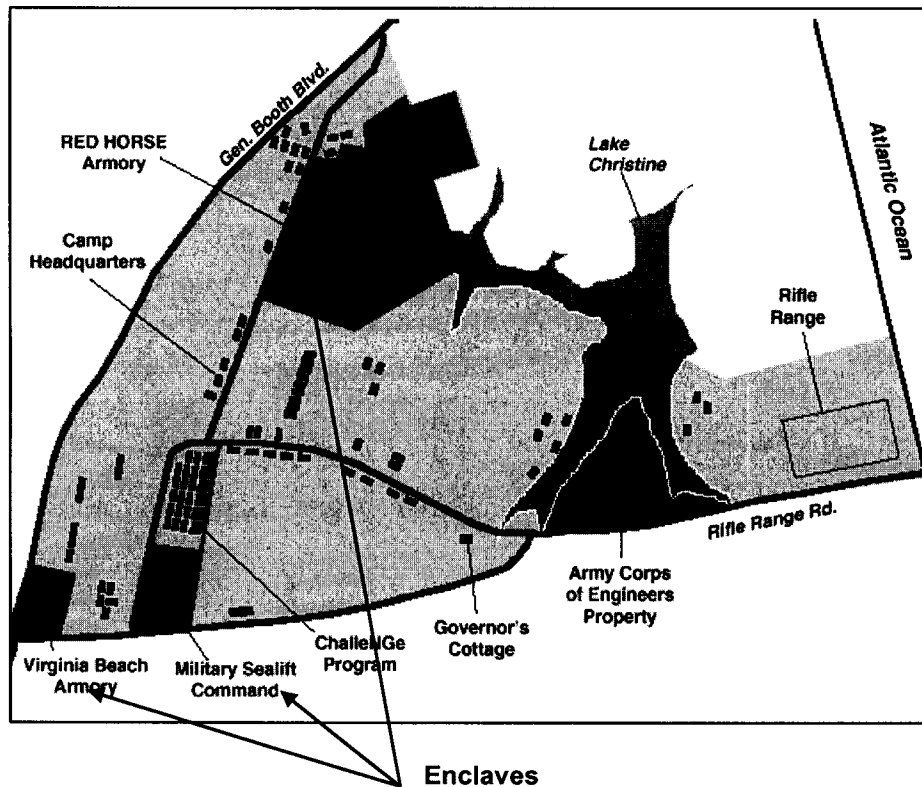 Gen. Booth Blvd.
RED HORSE
Armory
Lake
Christine
Atlantic Ocean
Camp
Headquarters
Rifle
Range
Rifle Range Rd.
Army Corps
of Engineers
Property
Governor's
Cottage
ChalleNGe
Program
Military Sealift
Command
Virginia Beach
Armory
Enclaves